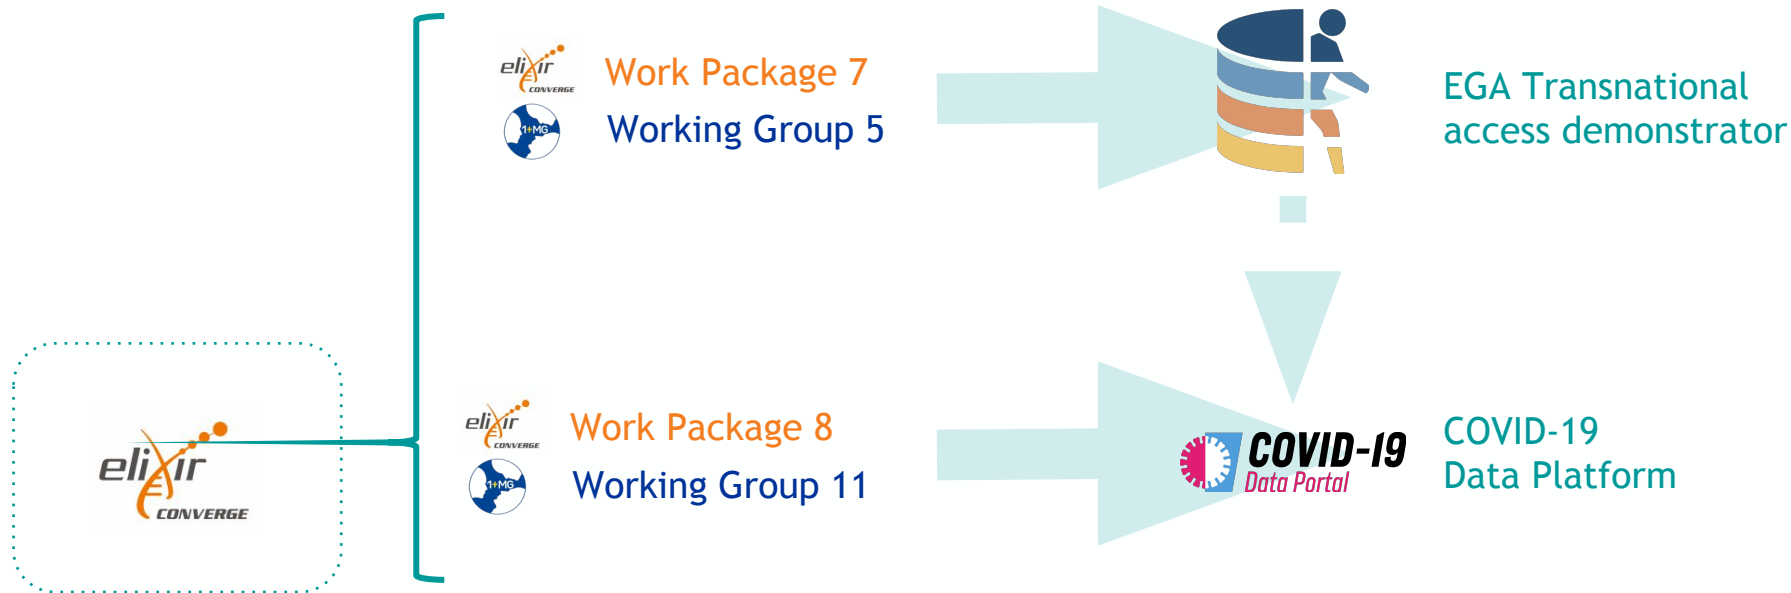 elixir
CONVERGE
Work Package 7
1+MG
Working Group 5
EGA Transnational
access demonstrator
elixir
CONVERGE
elixir
CONVERGE
Work Package 8
1+MG
Working Group 11
COVID-19
Data Portal
COVID-19
Data Platform